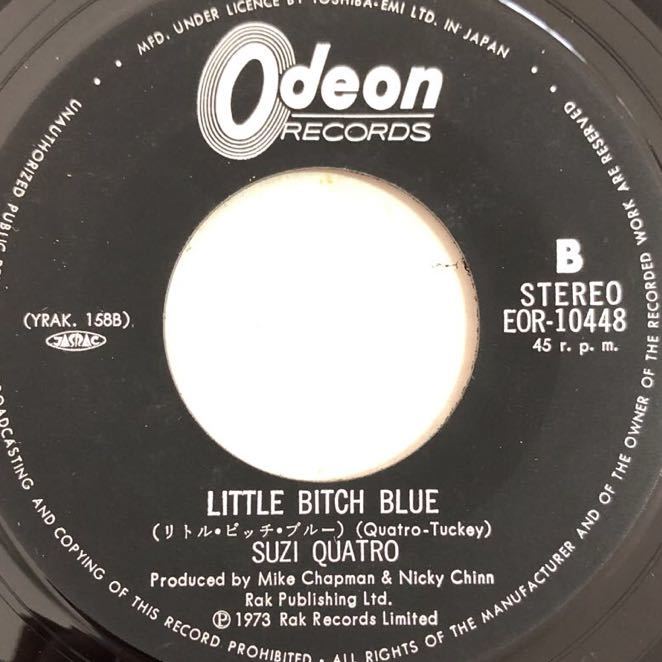 MFD. UNDER LICENCE BY TOSHIBA-EMI LTD. IN JAPAN
Odeon
RECORDS
B
STEREO
EOR-10448
45 r. p. m.
(YRAK. 158B)
JASRAC
LITTLE BITCH BLUE
(リトル・ビッチ・ブルー) (Quatro-Tuckey)
SUZI QUATRO
Produced by Mike Chapman & Nicky Chinn
Rak Publishing Ltd.
Ⓟ 1973 Rak Records Limited
UNAUTHORIZED PUBLIC
BROADCASTING AND COPYING OF THIS RECORD PROHIBITED · ALL RIGHTS OF THE MANUFACTURER AND OF THE OWNER OF THE RECORDED WORK ARE RESERVED